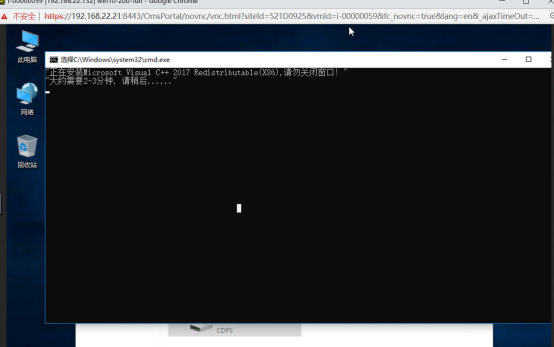 i-00000059 [192.168.22.132] win10-200-full - Google Chrome
不安全 | https://192.168.22.21:8443/OmsPortal/novnc/vnc.html?siteId=521D0925&vmId=i-00000059&fc_novnc=true&lang=en&_ajaxTimeOut=...
此电脑
网络
回收站
选择C:\Windows\system32\cmd.exe
"正在安装Microsoft Visual C++ 2017 Redistributable(X86),请勿关闭窗口！"
"大约需要2-3分钟，请稍后......"
CDFS